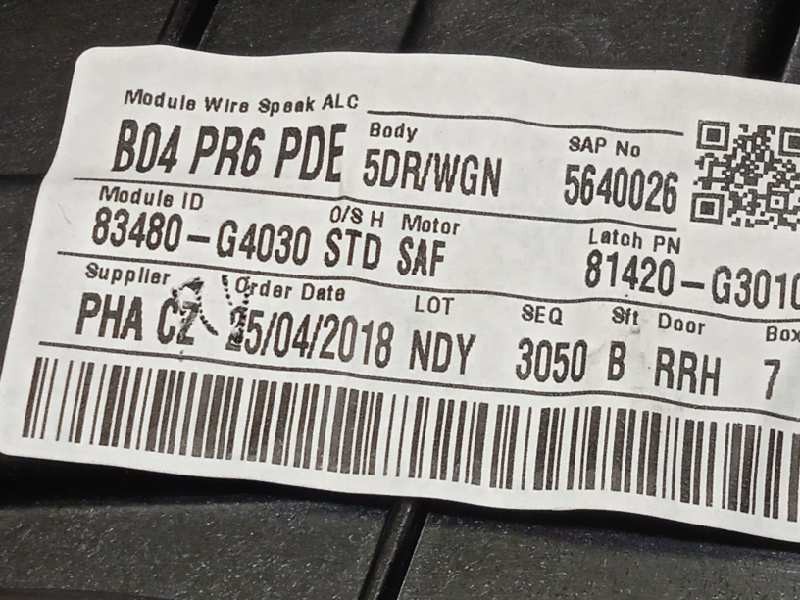 Module Wire Speak ALC Body SAP No
B04 PR6 PDE 5DR/WGN 5640026
Module ID O/S H Motor Latch PN
83480-G4030 STD SAF 81420-G3010
Supplier Order Date LOT SEQ Sft Door Box
PHA CZ 25/04/2018 NDY 3050 B RRH 7